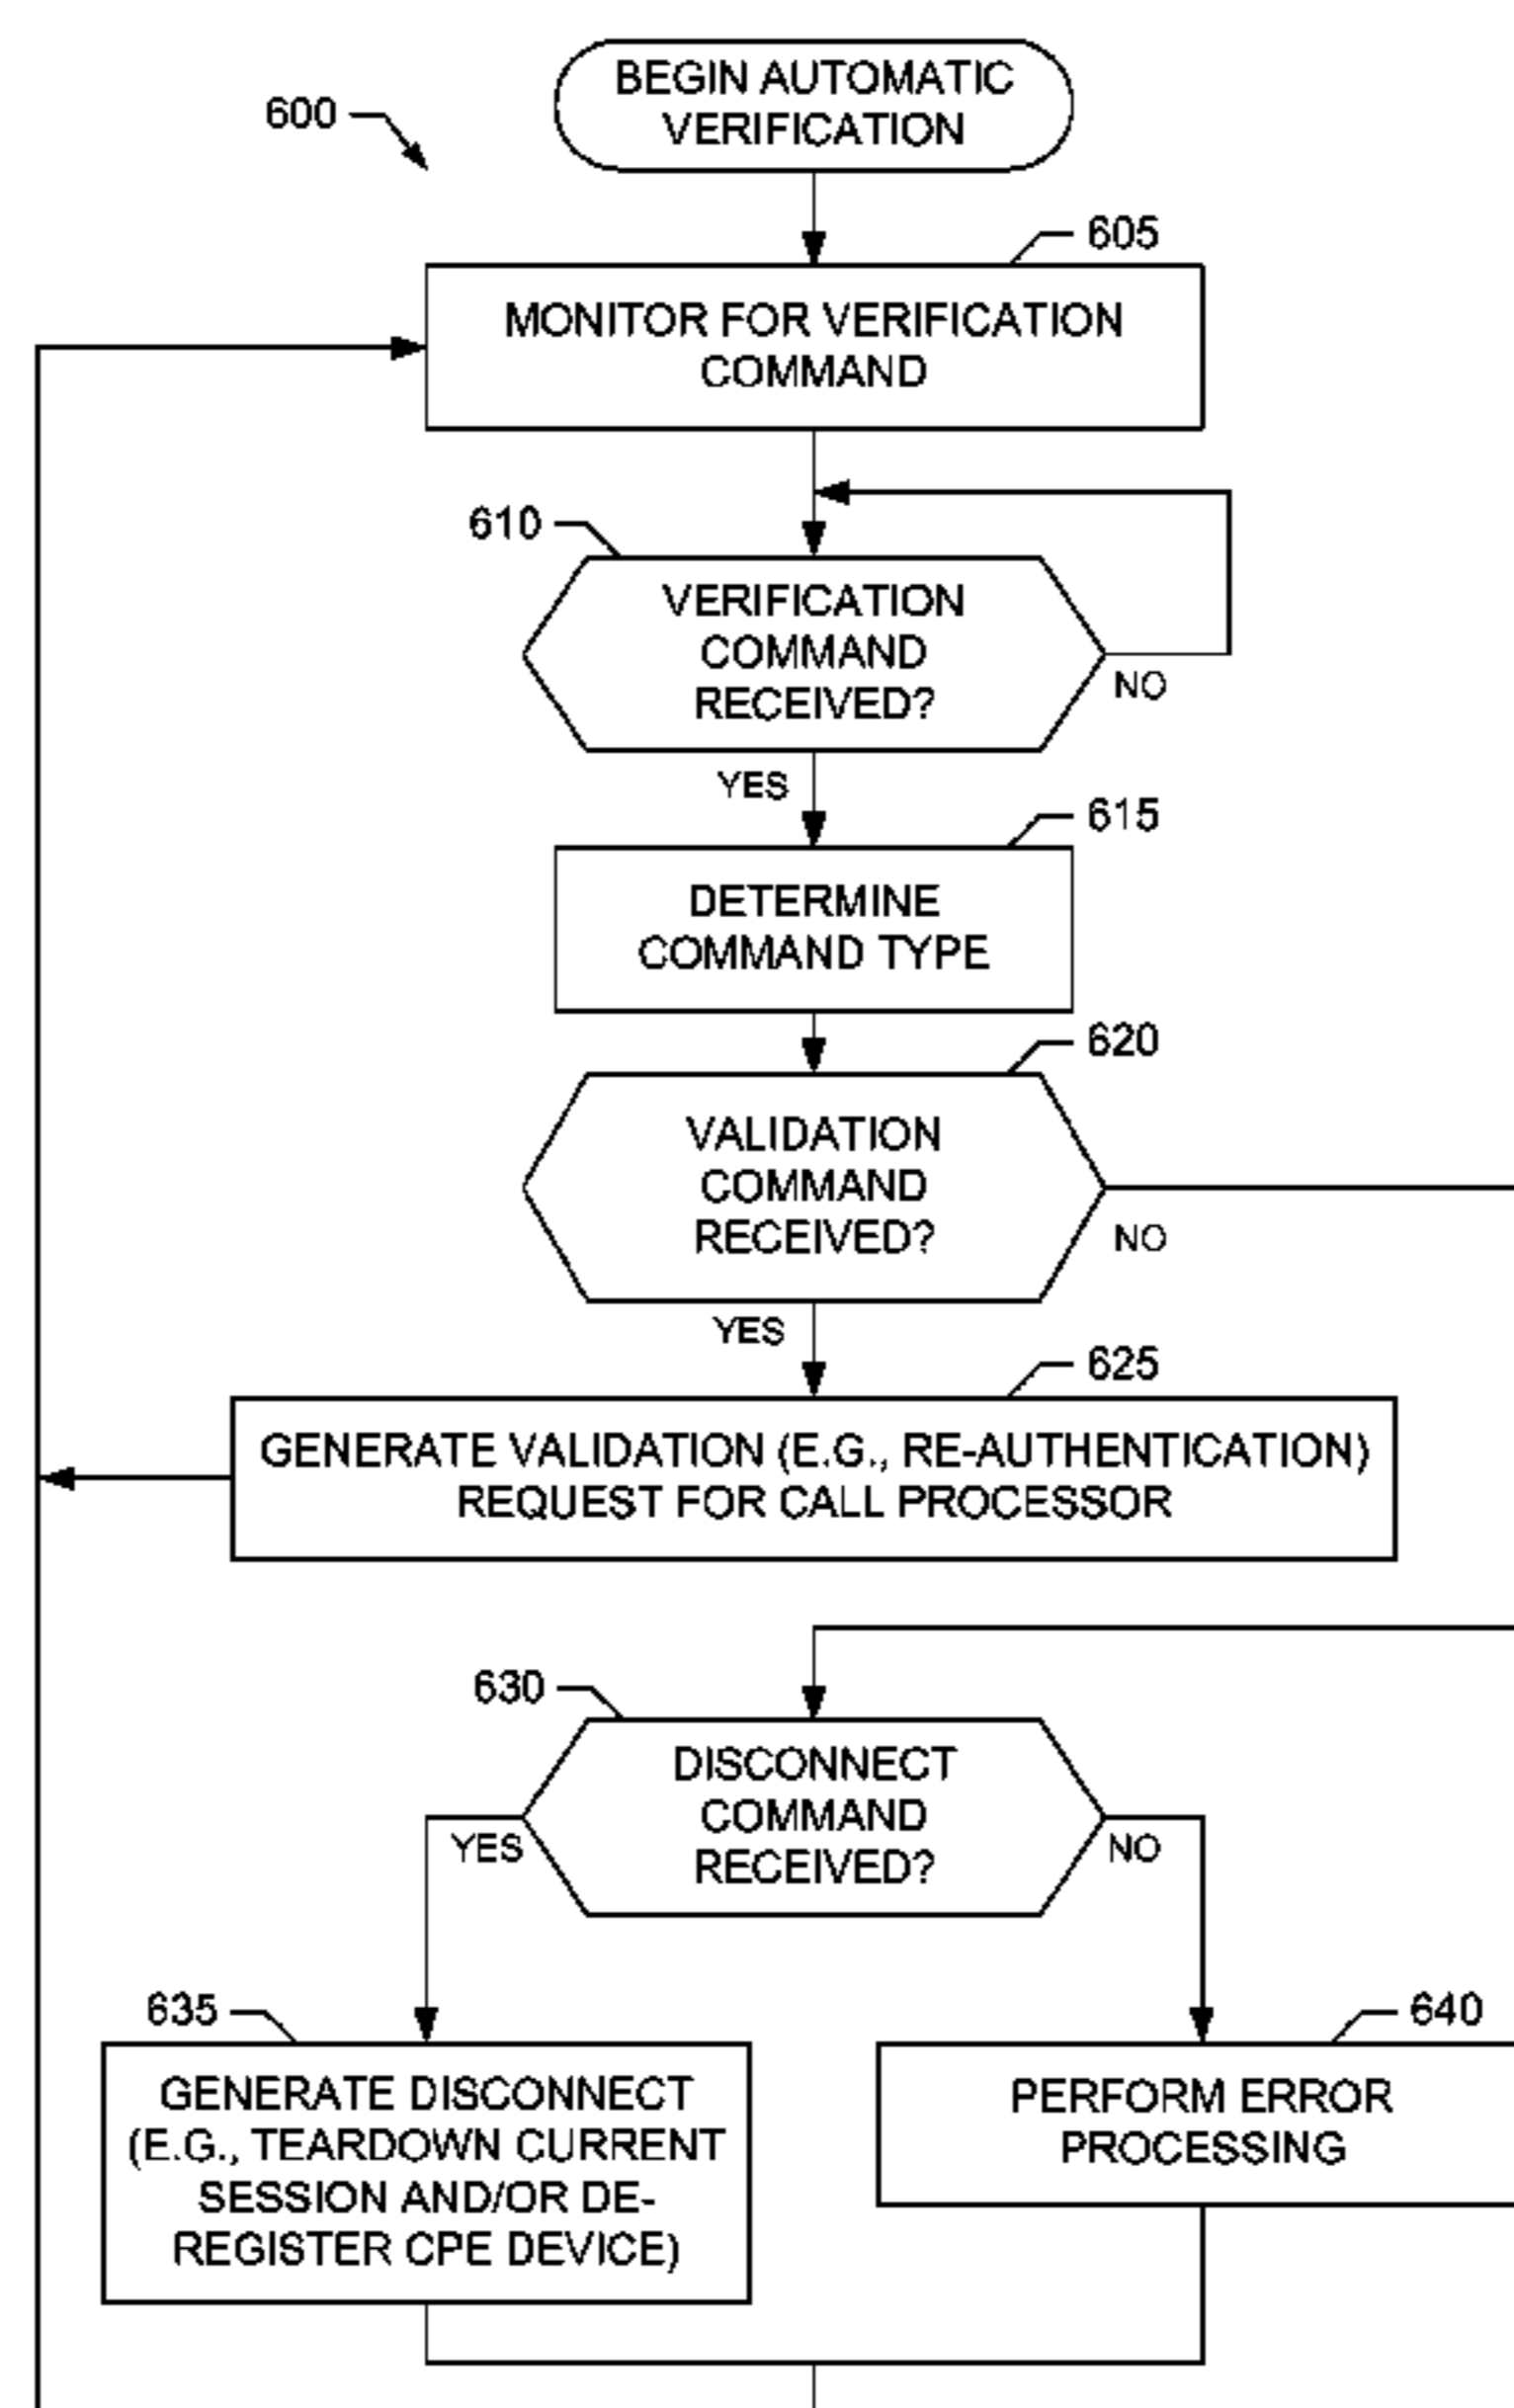 BEGIN AUTOMATIC
VERIFICATION
600
605
MONITOR FOR VERIFICATION
COMMAND
610
VERIFICATION
COMMAND
RECEIVED?
NO
YES
615
DETERMINE
COMMAND TYPE
620
VALIDATION
COMMAND
RECEIVED?
NO
YES
625
GENERATE VALIDATION (E.G., RE-AUTHENTICATION)
REQUEST FOR CALL PROCESSOR
630
DISCONNECT
COMMAND
RECEIVED?
YES
NO
635
GENERATE DISCONNECT
(E.G., TEARDOWN CURRENT
SESSION AND/OR DE-
REGISTER CPE DEVICE)
640
PERFORM ERROR
PROCESSING